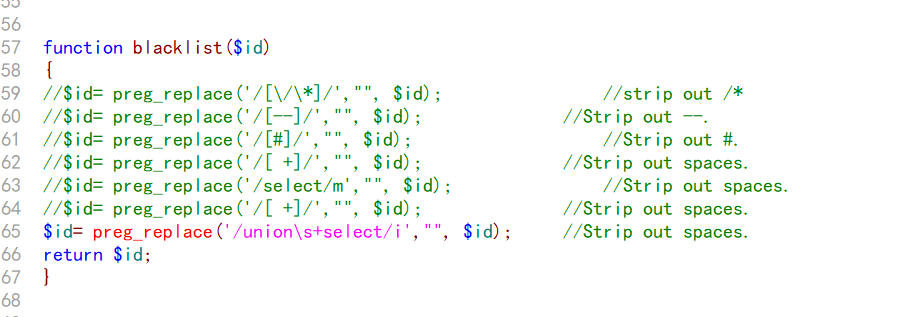 55
56
57 function blacklist($id)
58 {
59 //$id= preg_replace('/[\/\*]/',"", $id); //strip out /*
60 //$id= preg_replace('/[--]/',"", $id); //Strip out --.
61 //$id= preg_replace('/[#]/',"", $id); //Strip out #.
62 //$id= preg_replace('/[ +]/',"", $id); //Strip out spaces.
63 //$id= preg_replace('/select/m',"", $id); //Strip out spaces.
64 //$id= preg_replace('/[ +]/',"", $id); //Strip out spaces.
65 $id= preg_replace('/union\s+select/i',"", $id); //Strip out spaces.
66 return $id;
67 }
68